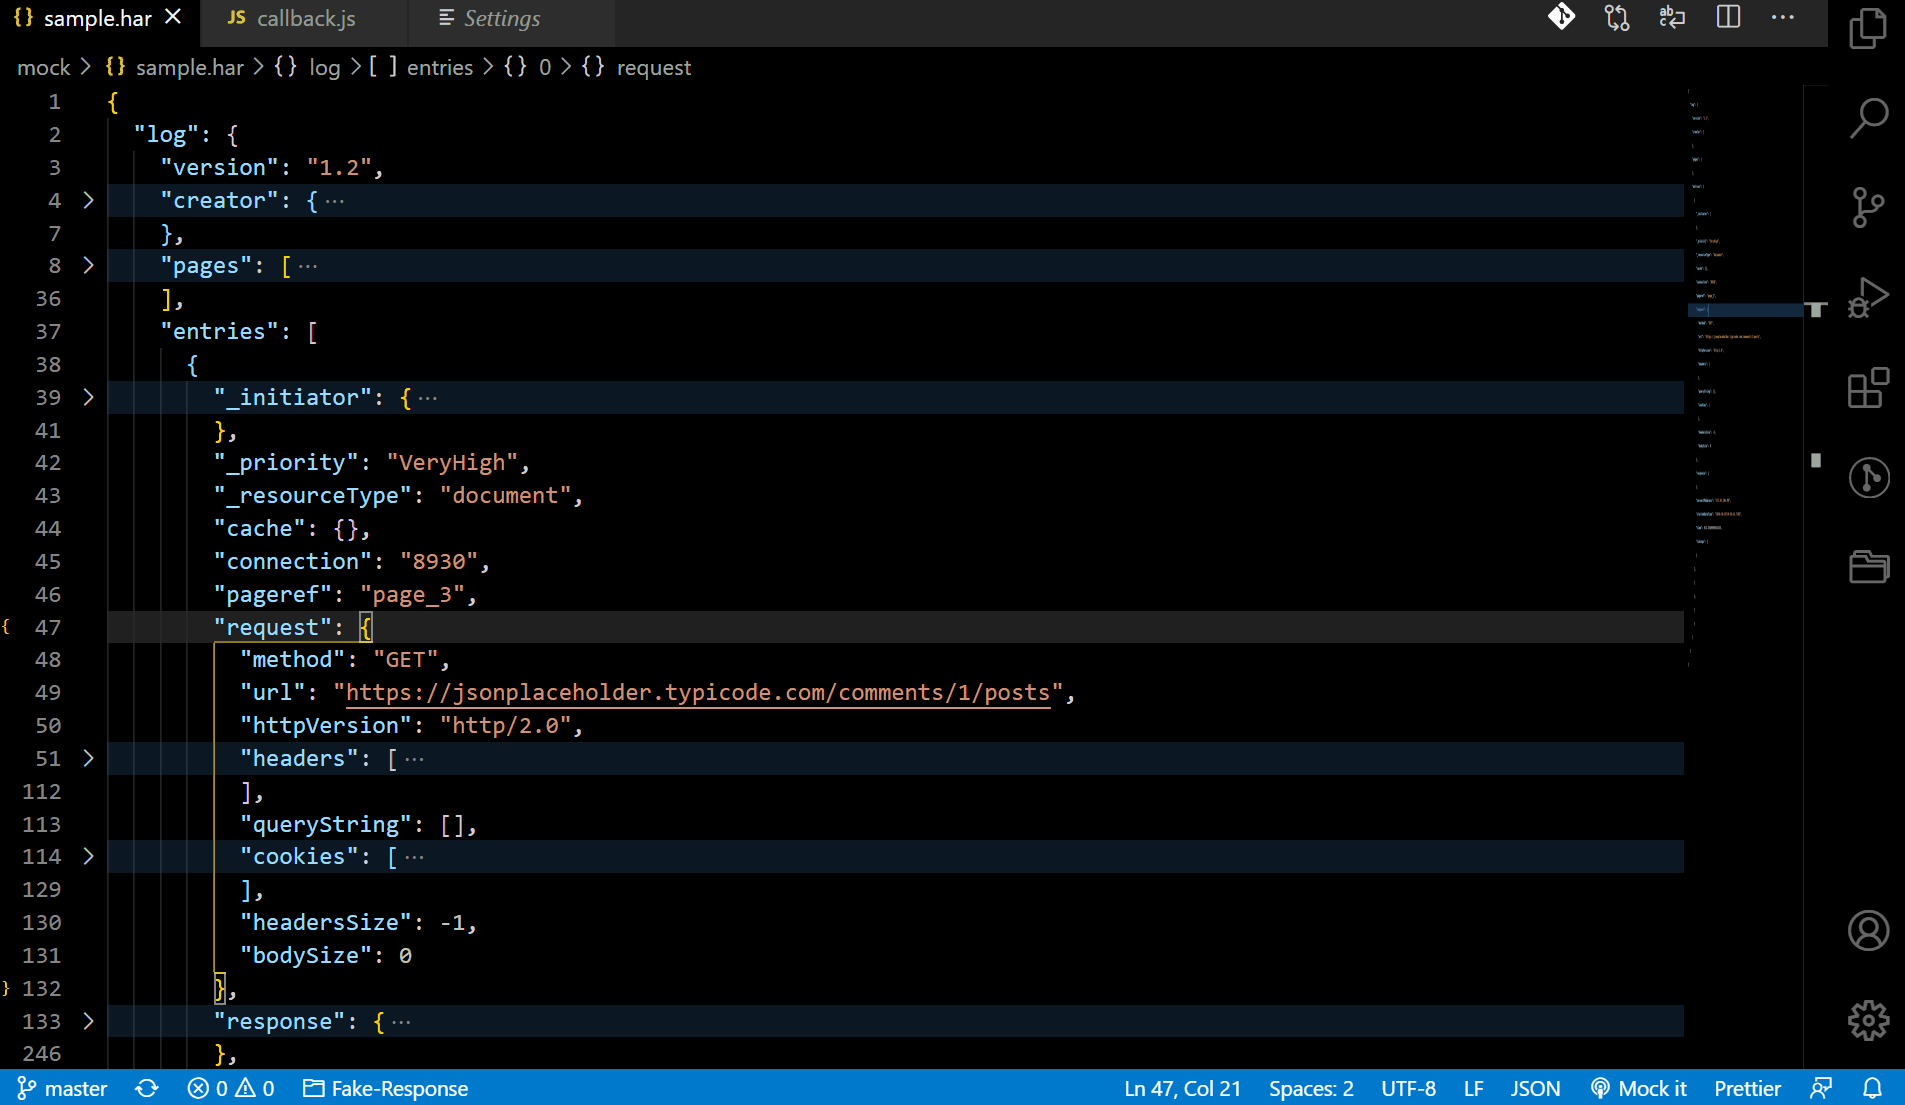 {} sample.har × JS callback.js Settings
mock > {} sample.har > {} log > [ ] entries > {} 0 > {} request
1 {
2 "log": {
3 "version": "1.2",
4 > "creator": { ···
7 },
8 > "pages": [ ···
36 ],
37 "entries": [
38 {
39 > "_initiator": { ···
41 },
42 "_priority": "VeryHigh",
43 "_resourceType": "document",
44 "cache": {},
45 "connection": "8930",
46 "pageref": "page_3",
{ 47 "request": {
48 "method": "GET",
49 "url": "https://jsonplaceholder.typicode.com/comments/1/posts",
50 "httpVersion": "http/2.0",
51 > "headers": [ ···
112 ],
113 "queryString": [],
114 > "cookies": [ ···
129 ],
130 "headersSize": -1,
131 "bodySize": 0
} 132 },
133 > "response": { ···
246 },
master 0 0 Fake-Response Ln 47, Col 21 Spaces: 2 UTF-8 LF JSON Mock it Prettier